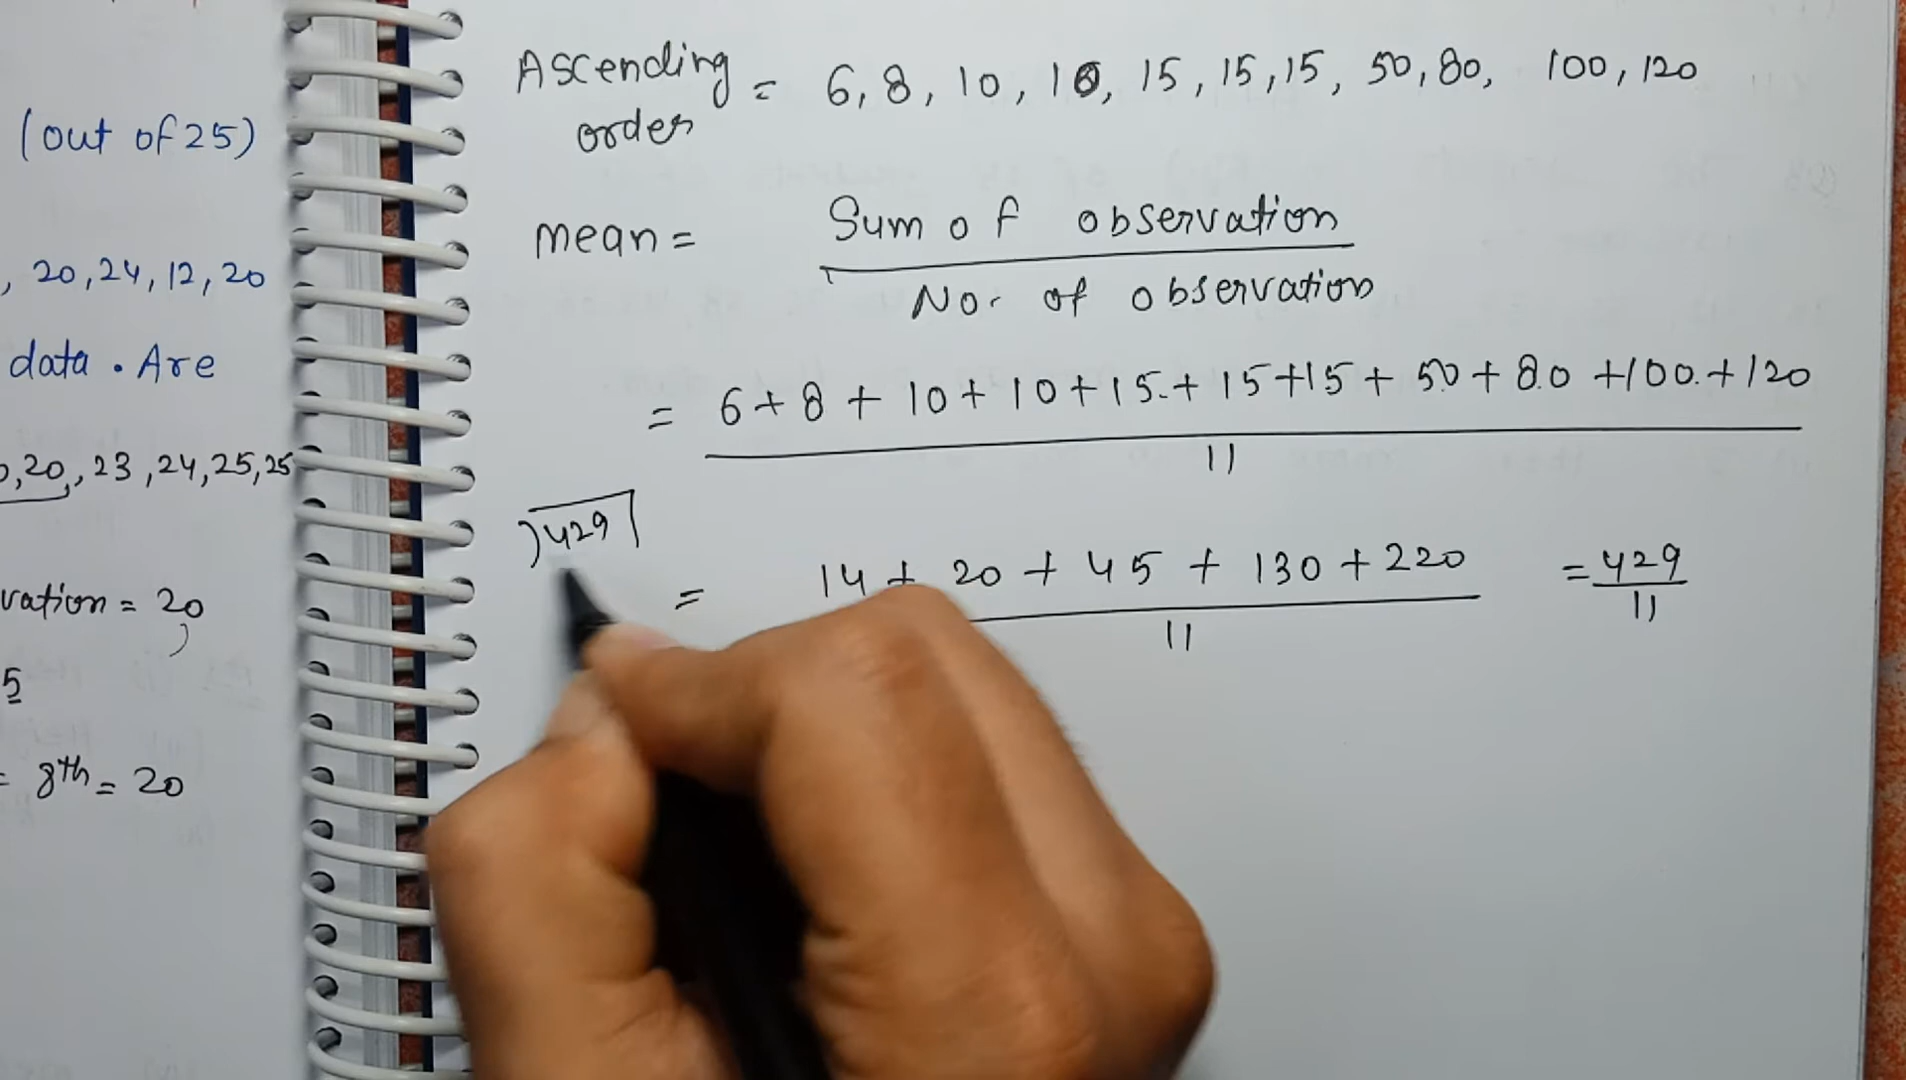 (out of 25)
, 20,24,12,20
data . Are
,20,, 23 ,24,25,25
vation = 20
5
= 8th = 20
Ascending order = 6, 8, 10, 10, 15, 15, 15, 50, 80, 100, 120
mean = Sum of observation
No. of observation
= 6 + 8 + 10 + 10 + 15 + 15 + 15 + 50 + 80 + 100 + 120
11
)429
= 14 + 20 + 45 + 130 + 220 = 429
11 11